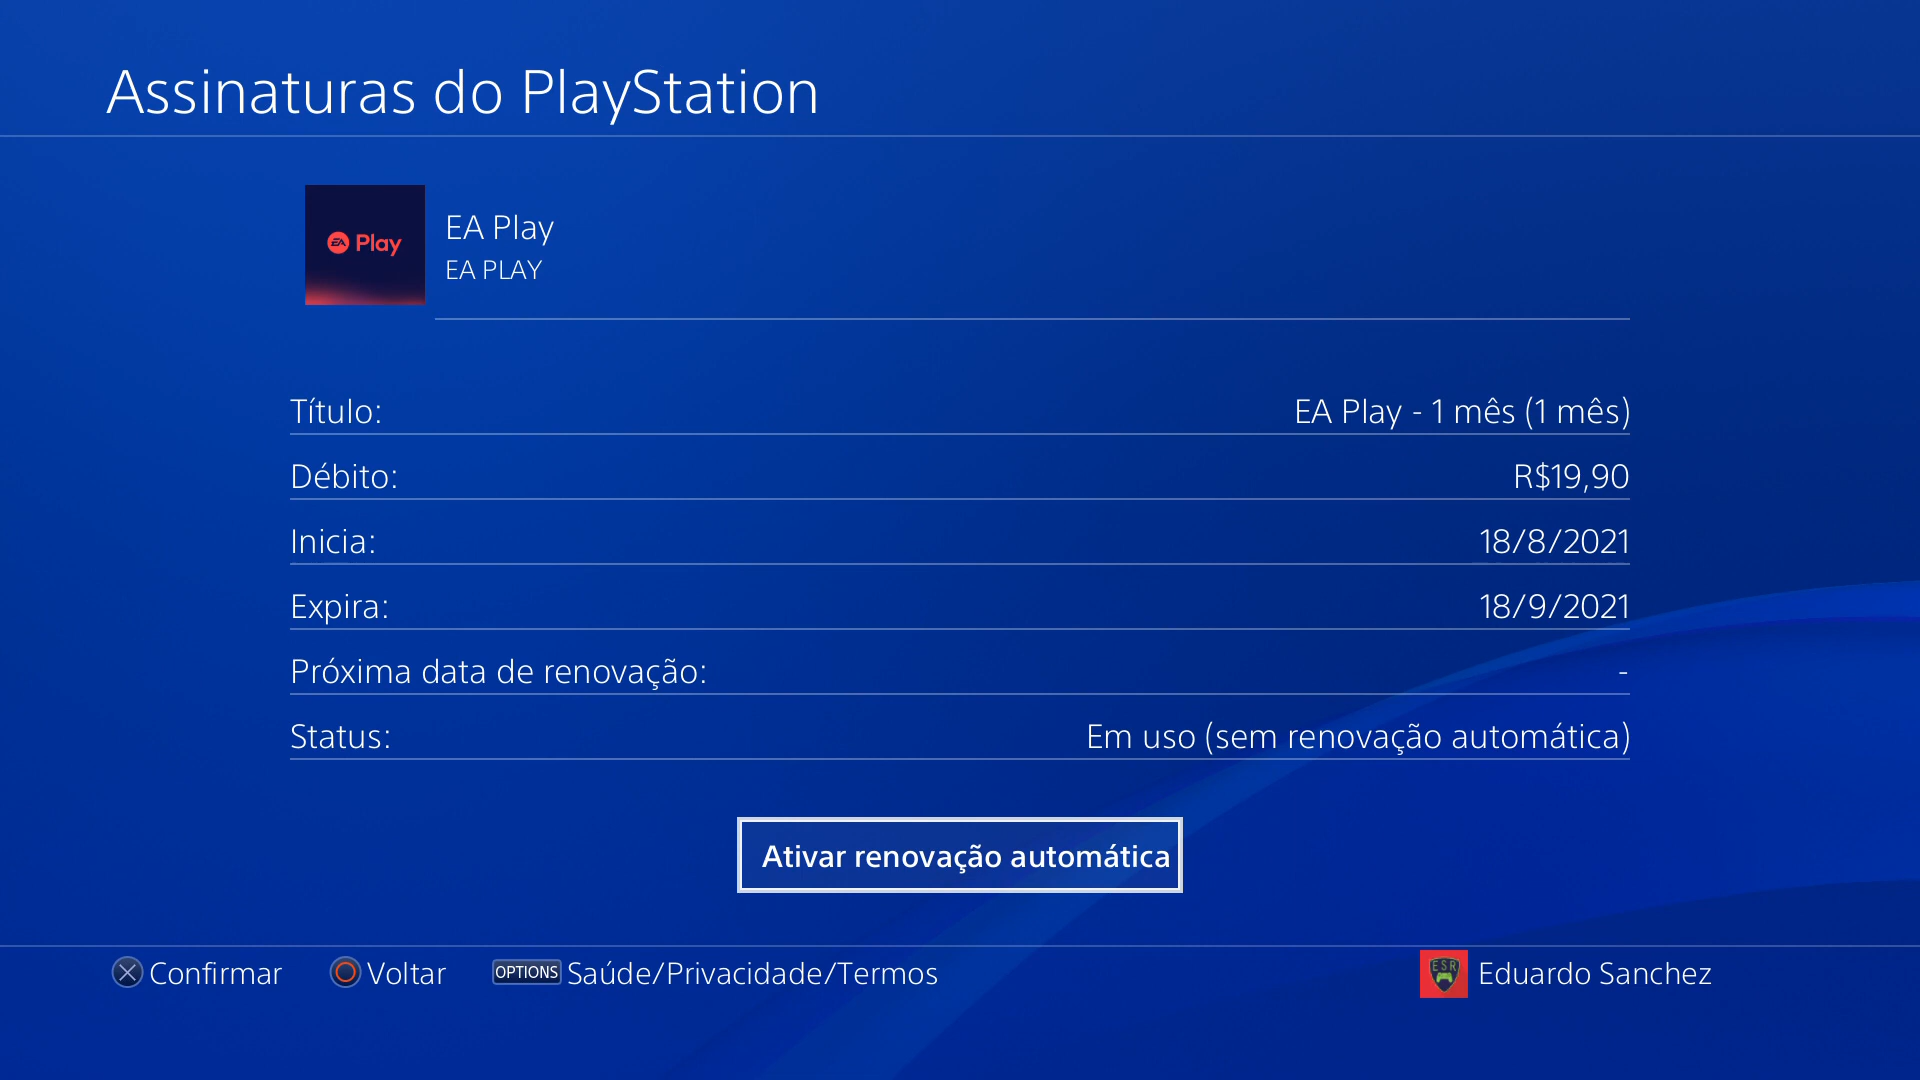 Assinaturas do PlayStation
EA Play
EA Play
EA PLAY
Título: EA Play - 1 mês (1 mês)
Débito: R$19,90
Inicia: 18/8/2021
Expira: 18/9/2021
Próxima data de renovação: -
Status: Em uso (sem renovação automática)
Ativar renovação automática
Confirmar Voltar OPTIONS Saúde/Privacidade/Termos ESR Eduardo Sanchez